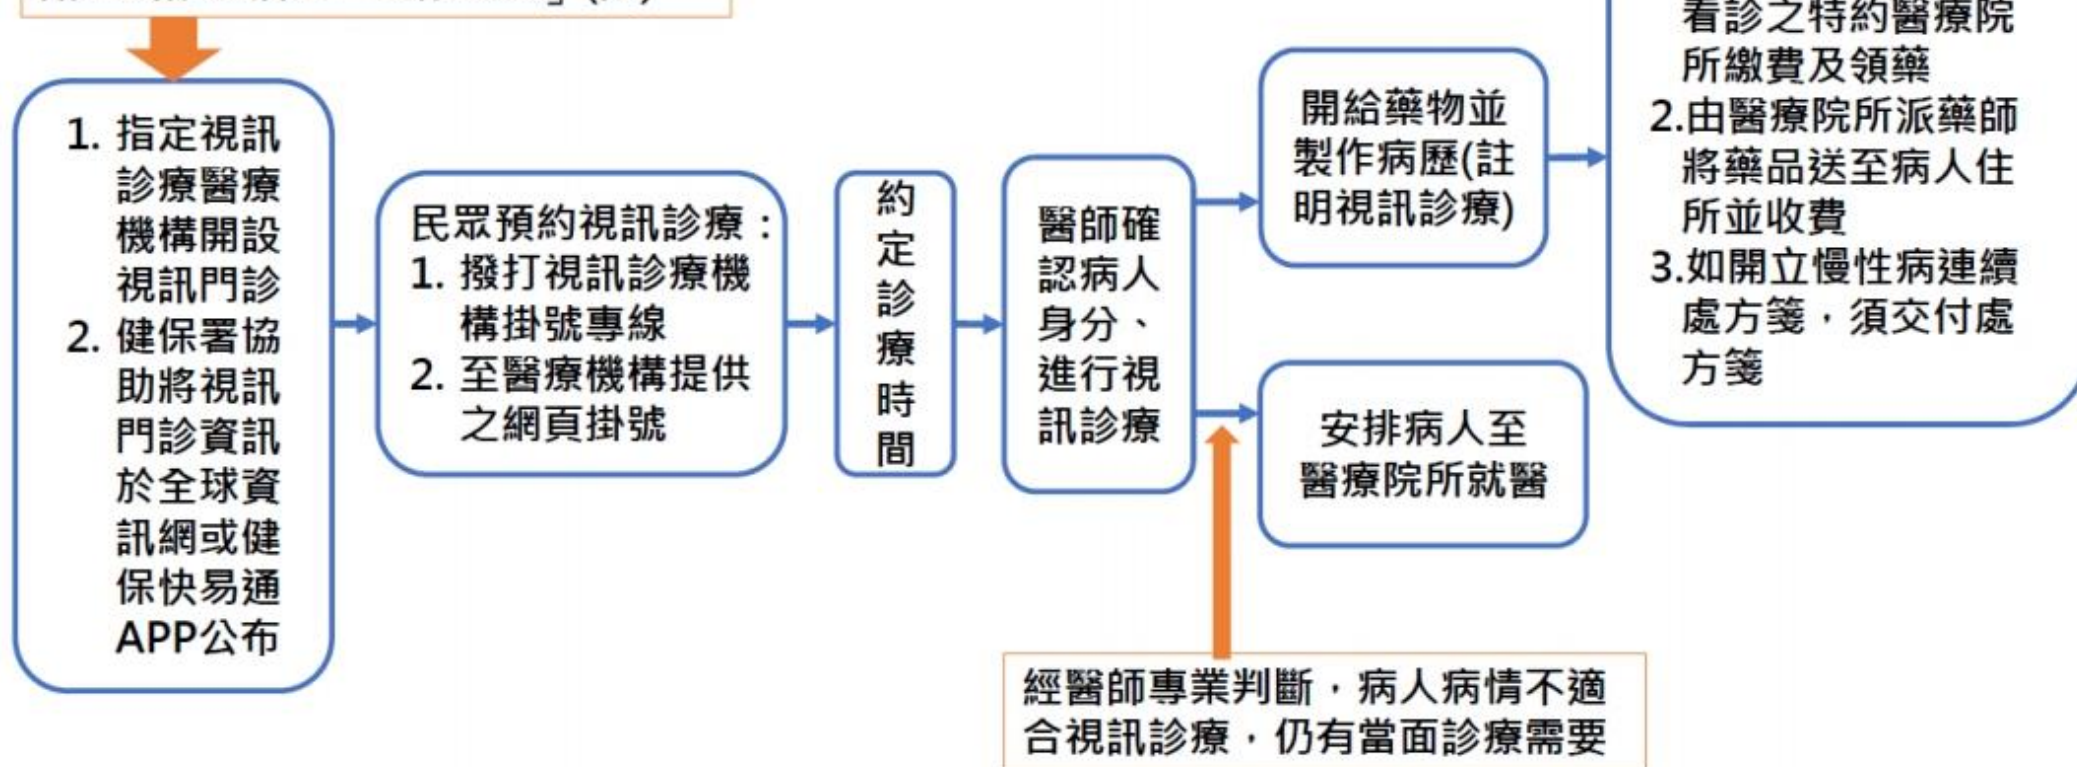 1. 指定視訊
診療醫療
機構開設
視訊門診
2. 健保署協
助將視訊
門診資訊
於全球資
訊網或健
保快易通
APP公布
民眾預約視訊診療：
1. 撥打視訊診療機
構掛號專線
2. 至醫療機構提供
之網頁掛號
約
定
診
療
時
間
醫師確
認病人
身分、
進行視
訊診療
開給藥物並
製作病歷(註
明視訊診療)
安排病人至
醫療院所就醫
看診之特約醫療院
所繳費及領藥
2.由醫療院所派藥師
將藥品送至病人住
所並收費
3.如開立慢性病連續
處方箋，須交付處
方箋
經醫師專業判斷，病人病情不適
合視訊診療，仍有當面診療需要